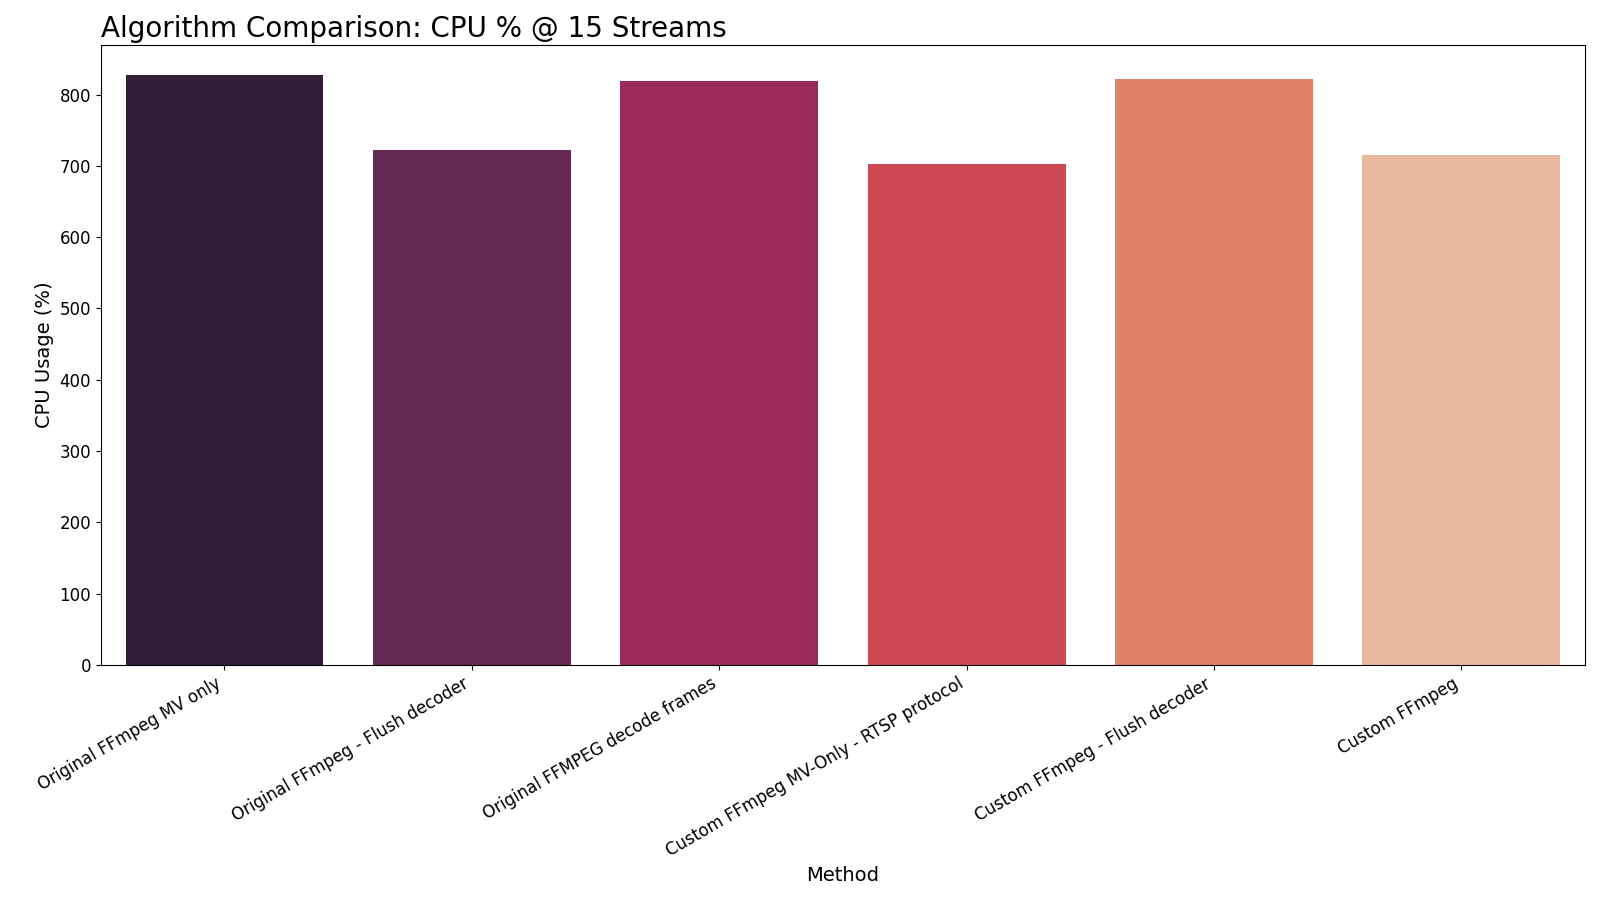 Algorithm Comparison: CPU % @ 15 Streams
CPU Usage (%)
800
700
600
500
400
300
200
100
0
Original FFmpeg MV only
Original FFmpeg - Flush decoder
Original FFMPEG decode frames
Custom FFmpeg MV-Only - RTSP protocol
Custom FFmpeg - Flush decoder
Custom FFmpeg
Method